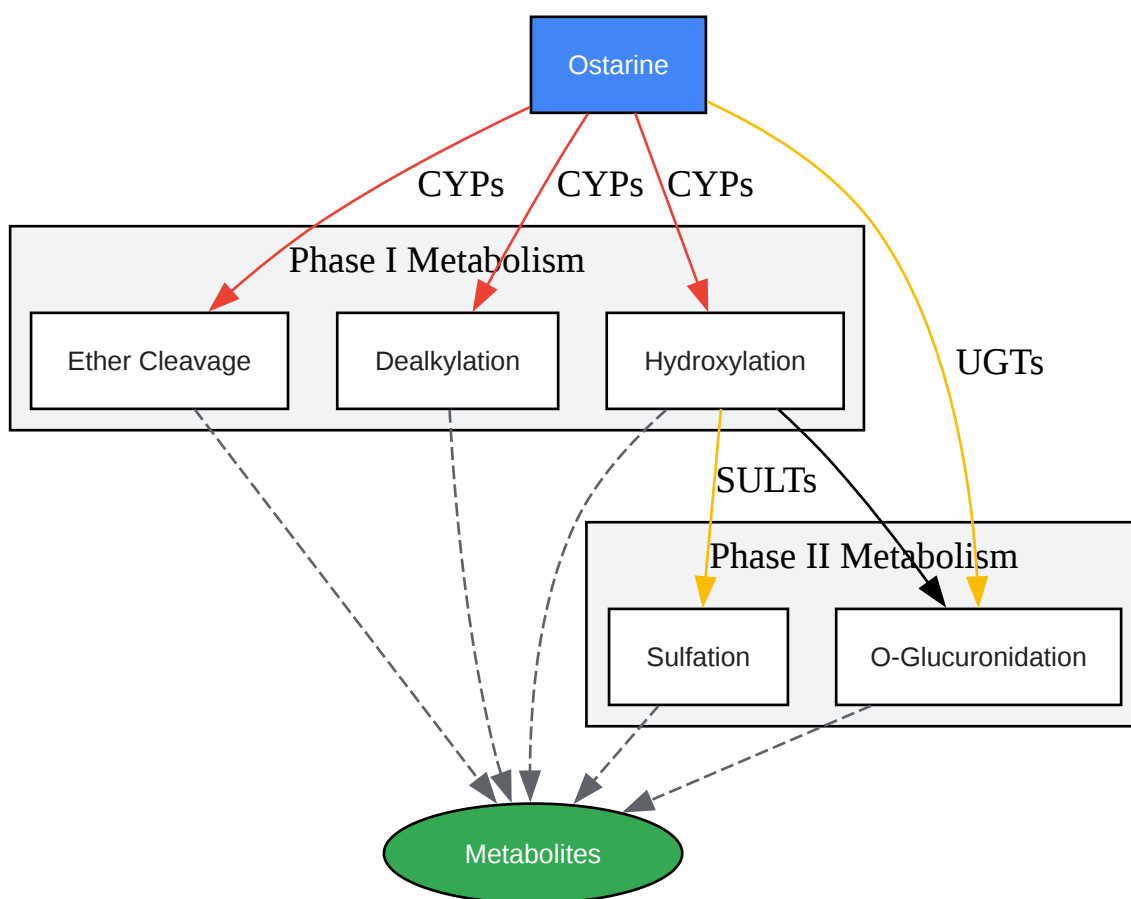 Ostarine
CYPs
CYPs
CYPs
Phase I Metabolism
Ether Cleavage
Dealkylation
Hydroxylation
UGTs
SULTs
Phase II Metabolism
Sulfation
O-Glucuronidation
Metabolites